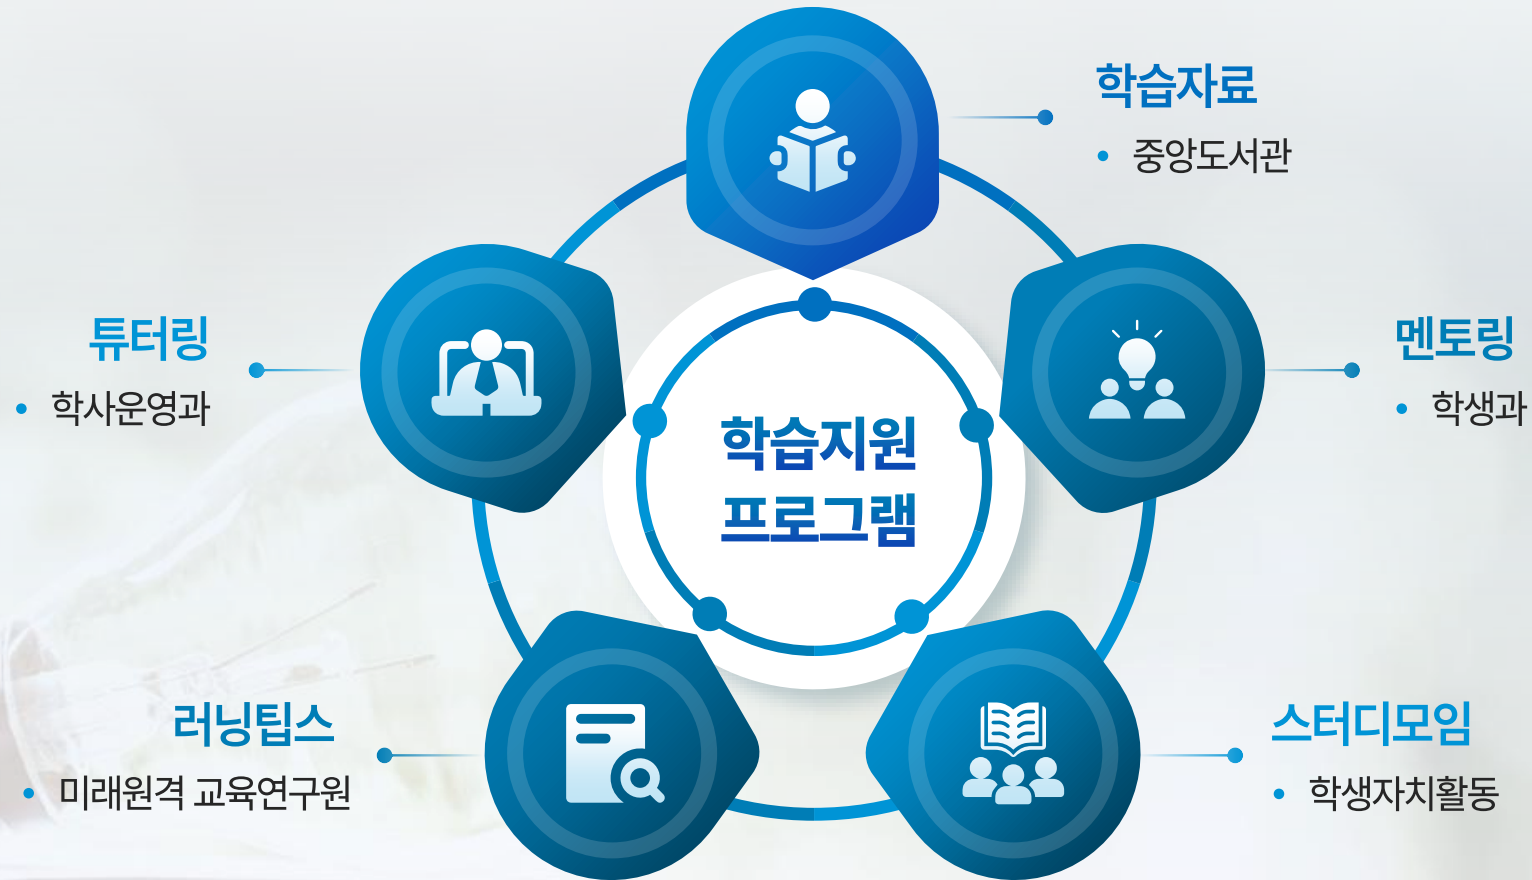 학습자료
• 중앙도서관
튜터링
• 학사운영과
멘토링
• 학생과
학습지원
프로그램
러닝팁스
• 미래원격 교육연구원
스터디모임
• 학생자치활동